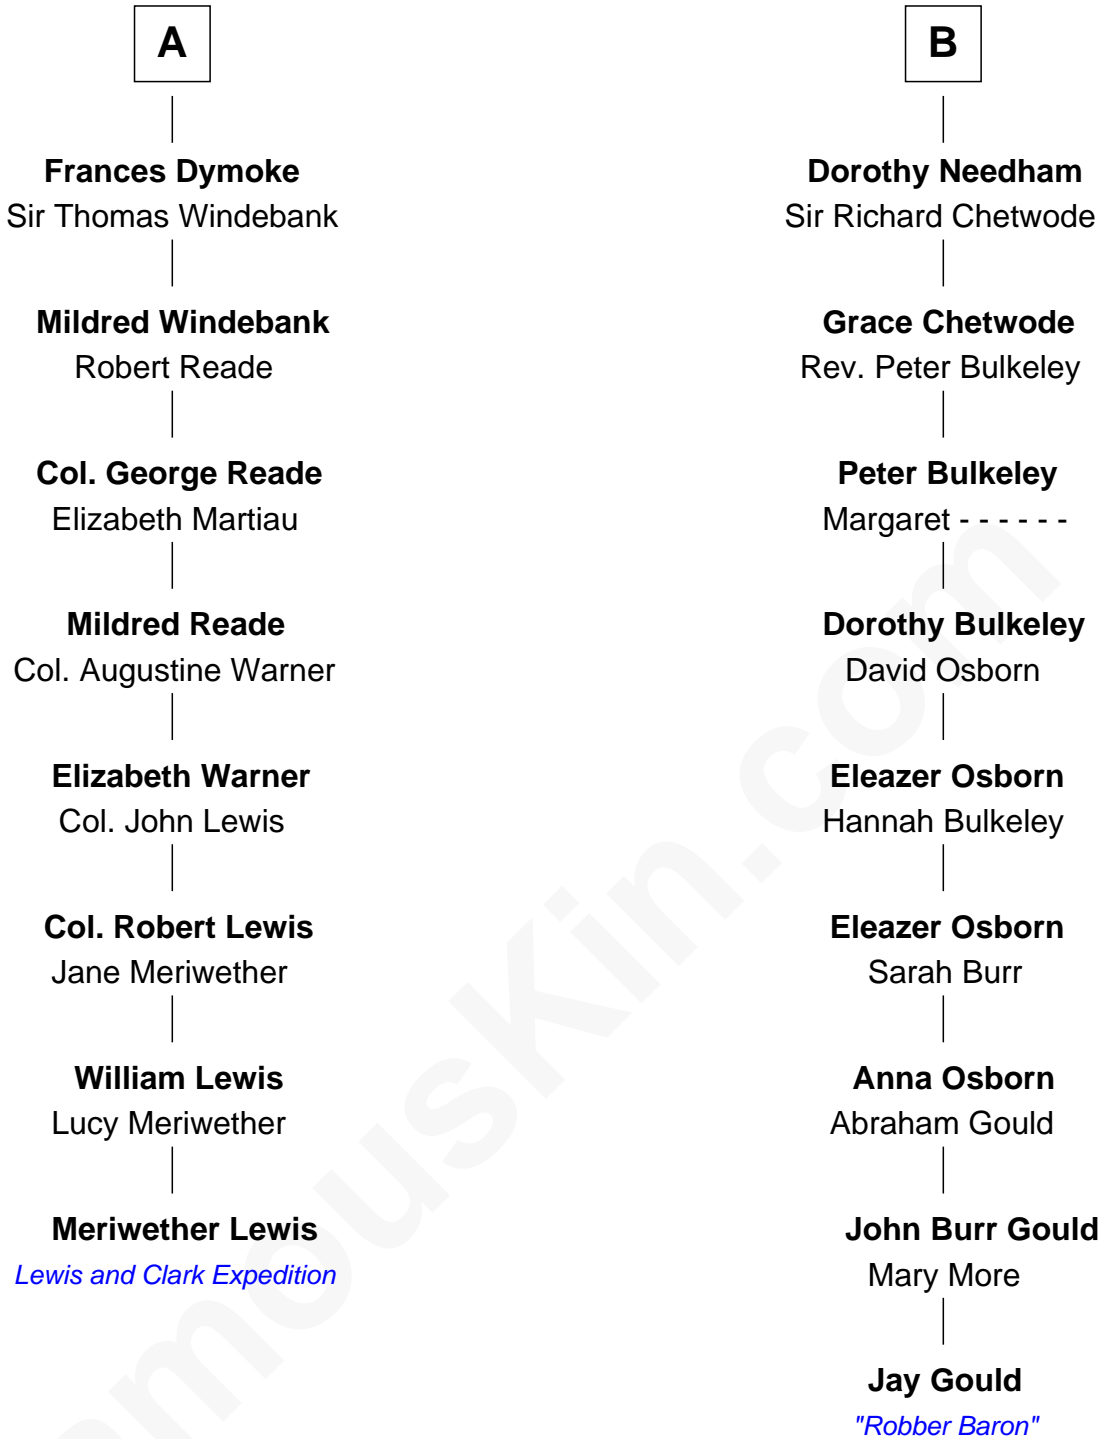 A
Frances Dymoke
Sir Thomas Windebank
Mildred Windebank
Robert Reade
Col. George Reade
Elizabeth Martiau
Mildred Reade
Col. Augustine Warner
Elizabeth Warner
Col. John Lewis
Col. Robert Lewis
Jane Meriwether
William Lewis
Lucy Meriwether
Meriwether Lewis
Lewis and Clark Expedition
B
Dorothy Needham
Sir Richard Chetwode
Grace Chetwode
Rev. Peter Bulkeley
Peter Bulkeley
Margaret - - - - - -
Dorothy Bulkeley
David Osborn
Eleazer Osborn
Hannah Bulkeley
Eleazer Osborn
Sarah Burr
Anna Osborn
Abraham Gould
John Burr Gould
Mary More
Jay Gould
"Robber Baron"
amouskin.com